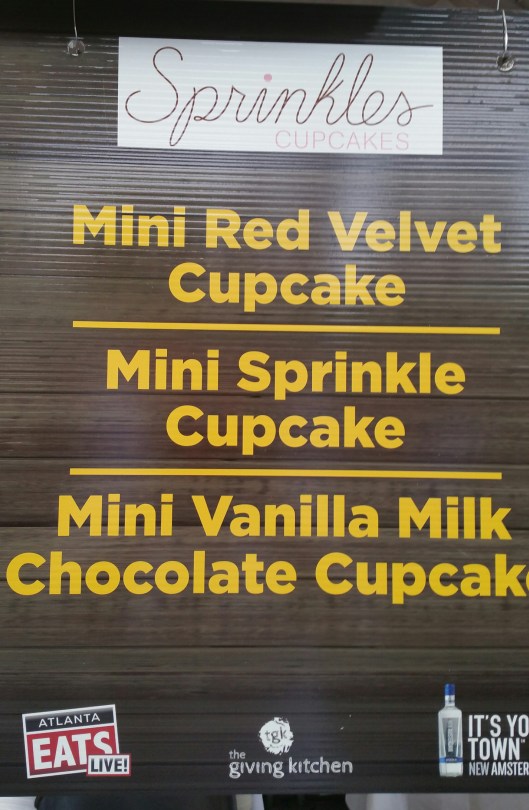 Sprinkles
CUPCAKES
Mini Red Velvet
Cupcake
Mini Sprinkle
Cupcake
Mini Vanilla Milk
Chocolate Cupcake
ATLANTA
EATS
LIVE!
tgk
the
giving kitchen
IT'S YO
TOWN
NEW AMSTER